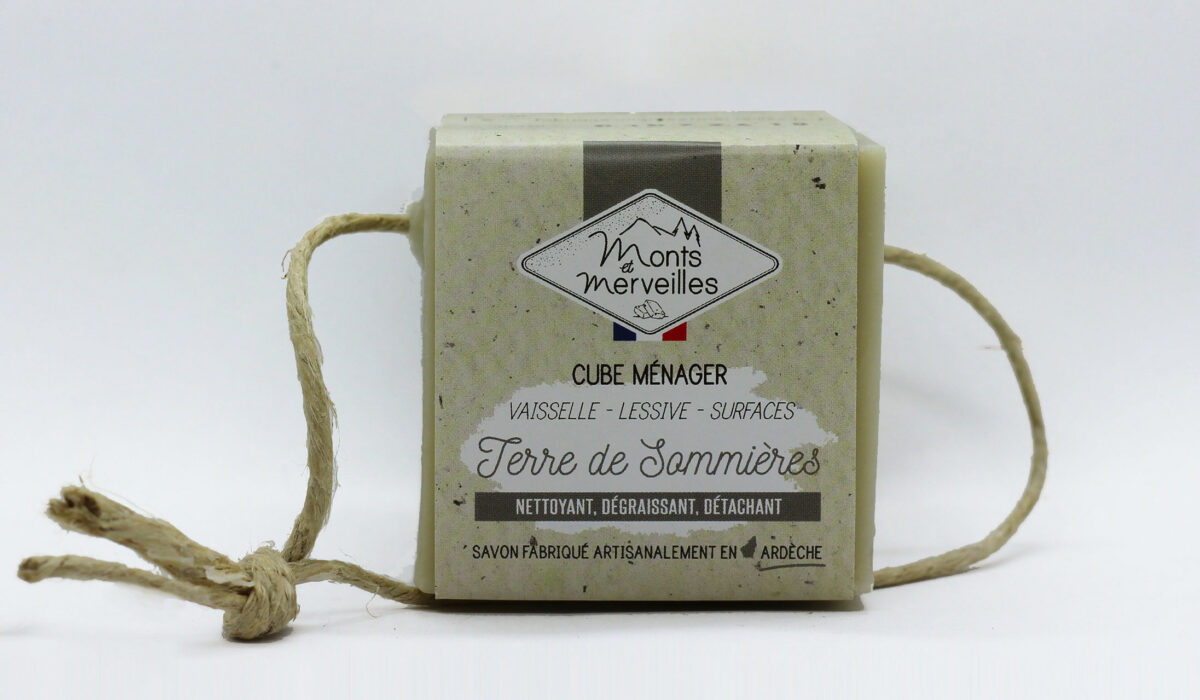 Monts
et
merveilles
CUBE MÉNAGER
VAISSELLE - LESSIVE - SURFACES
Terre de Sommières
NETTOYANT, DÉGRAISSANT, DÉTACHANT
SAVON FABRIQUÉ ARTISANALEMENT EN ARDÈCHE